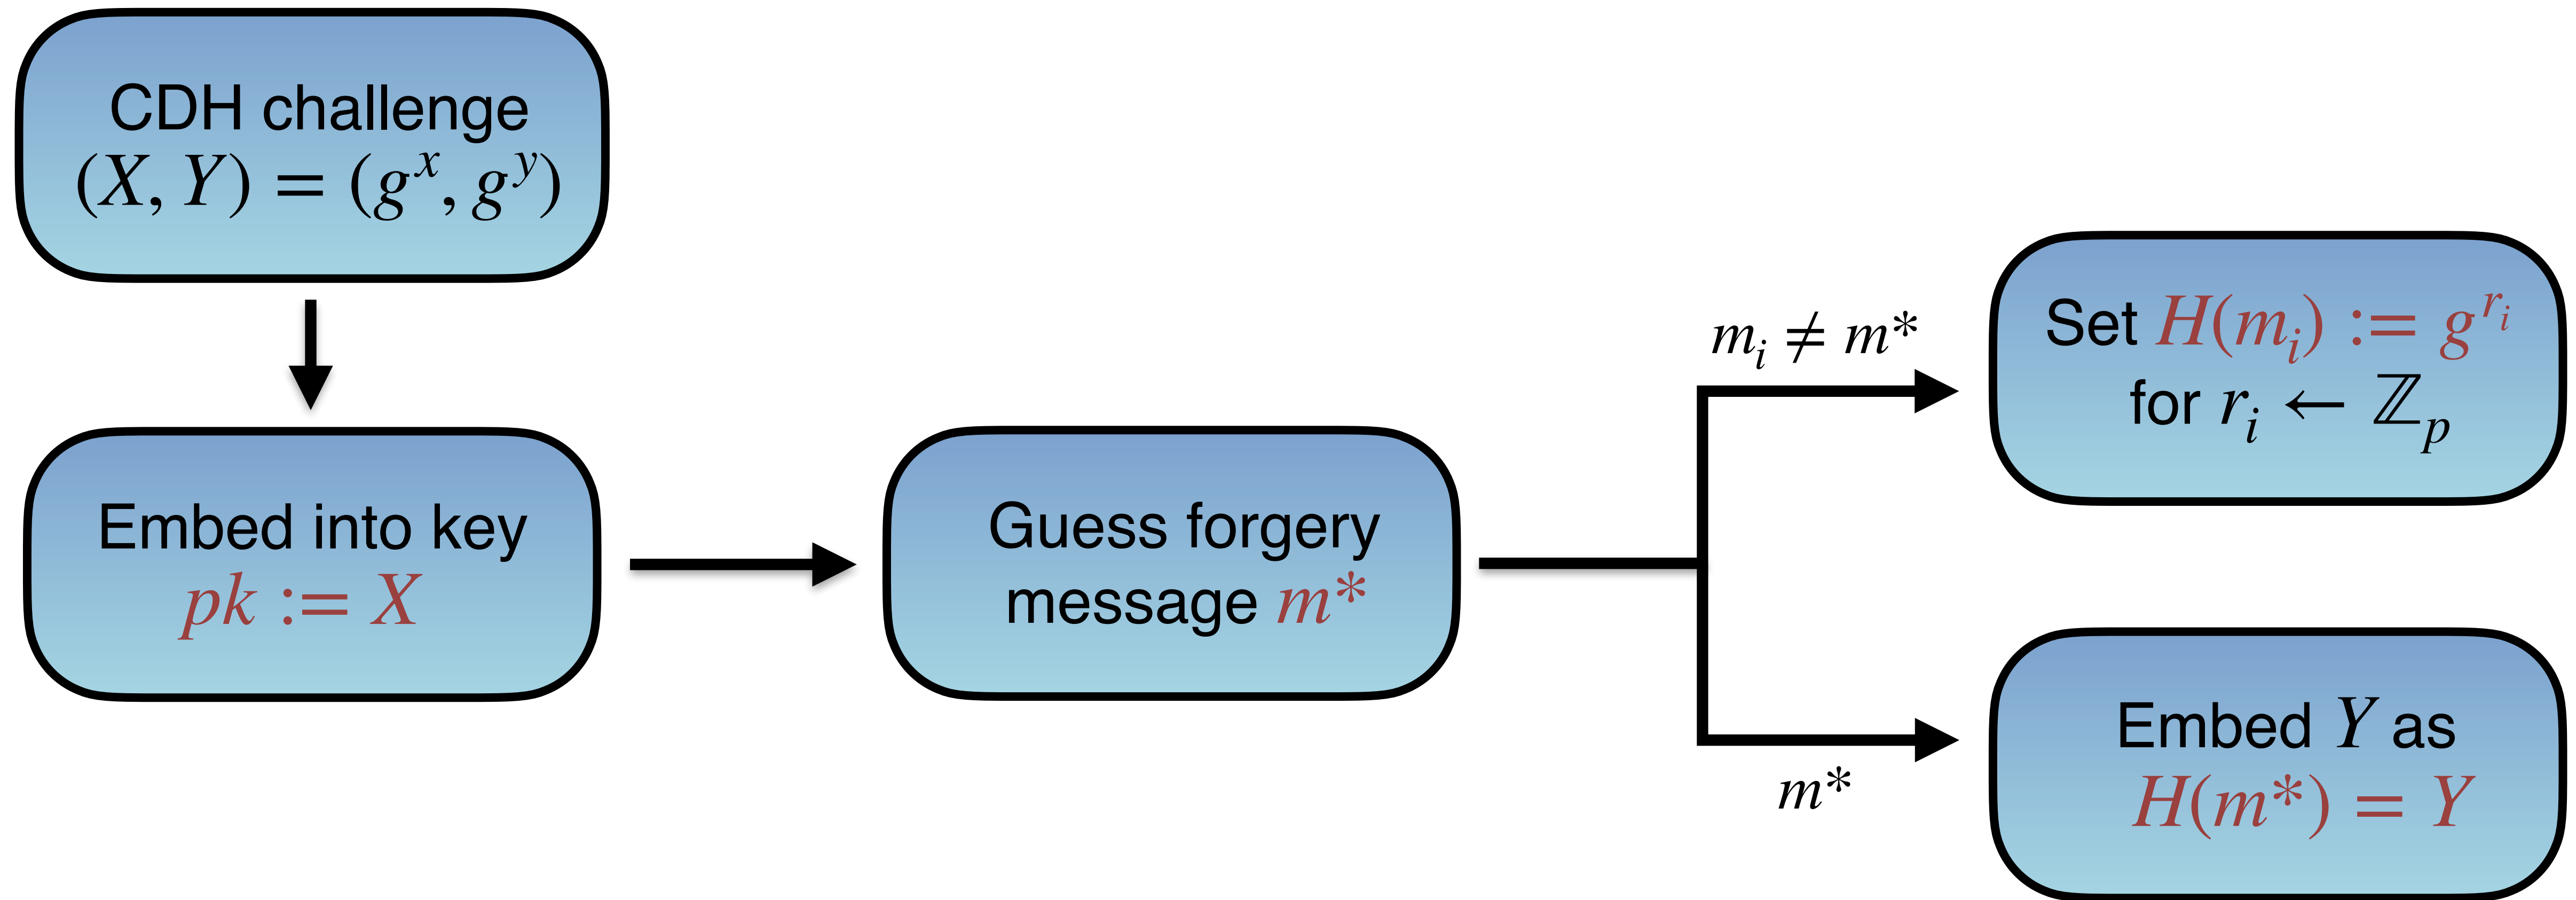 CDH challenge
(X, Y) = (g^x, g^y)
Embed into key
pk := X
Guess forgery
message m*
m_i ≠ m*
Set H(m_i) := g^{r_i}
for r_i ← ℤ_p
m*
Embed Y as
H(m*) = Y